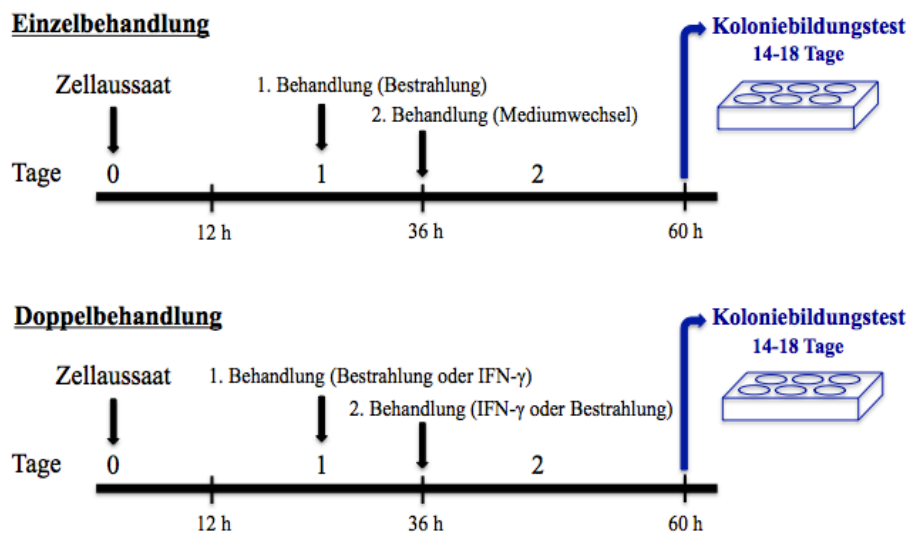 Einzelbehandlung
Koloniebildungstest
14-18 Tage
Zellaussaat
1. Behandlung (Bestrahlung)
2. Behandlung (Mediumwechsel)
Tage 0 1 2
12 h 36 h 60 h
Doppelbehandlung
Koloniebildungstest
14-18 Tage
Zellaussaat
1. Behandlung (Bestrahlung oder IFN-γ)
2. Behandlung (IFN-γ oder Bestrahlung)
Tage 0 1 2
12 h 36 h 60 h